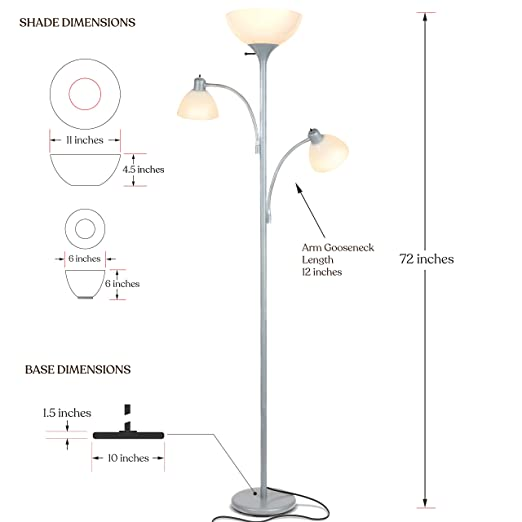 SHADE DIMENSIONS
11 inches
4.5 inches
6 inches
6 inches
Arm Gooseneck
Length
12 inches
72 inches
BASE DIMENSIONS
1.5 inches
10 inches